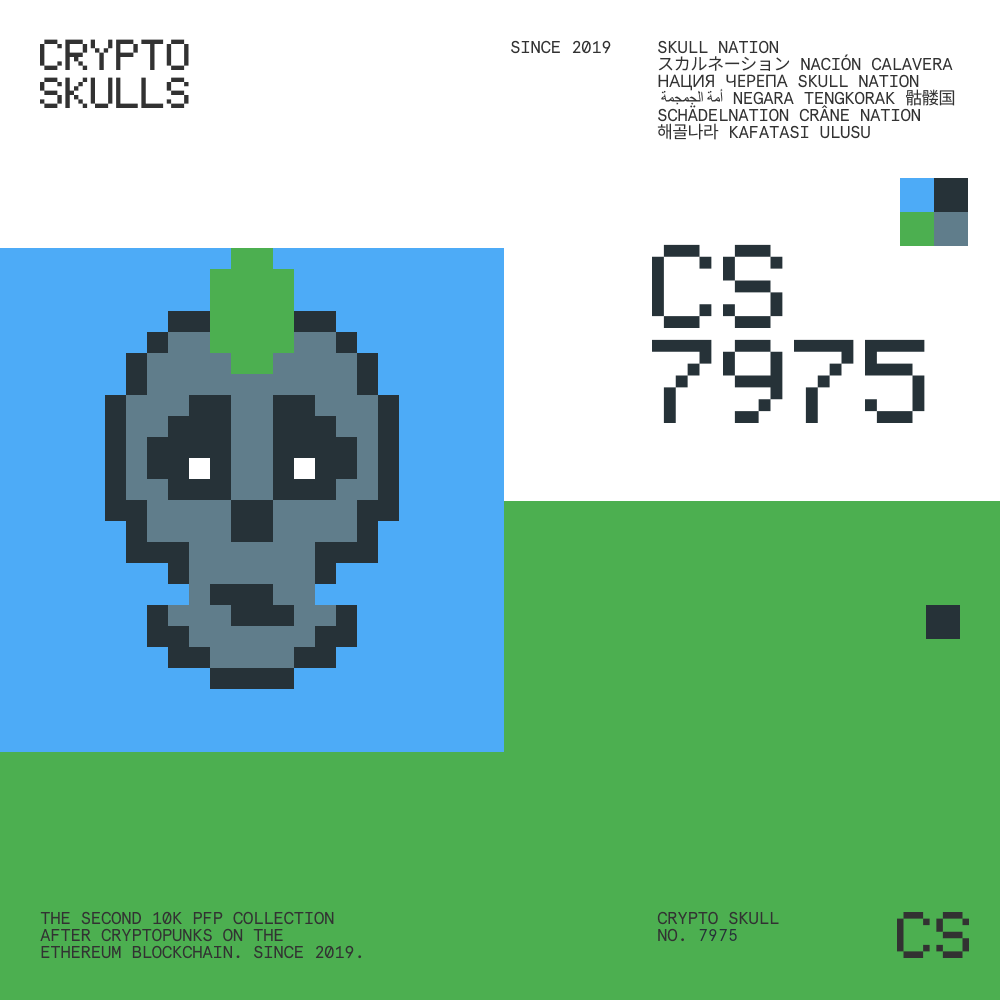 CRYPTO
SKULLS
SINCE 2019
SKULL NATION
スカルネーション NACIÓN CALAVERA
НАЦИЯ ЧЕРЕПА SKULL NATION
أمة الجمجمة NEGARA TENGKORAK 骷髅国
SCHÄDELNATION CRÂNE NATION
해골나라 KAFATASI ULUSU
CS
7975
THE SECOND 10K PFP COLLECTION
AFTER CRYPTOPUNKS ON THE
ETHEREUM BLOCKCHAIN. SINCE 2019.
CRYPTO SKULL
NO. 7975
CS